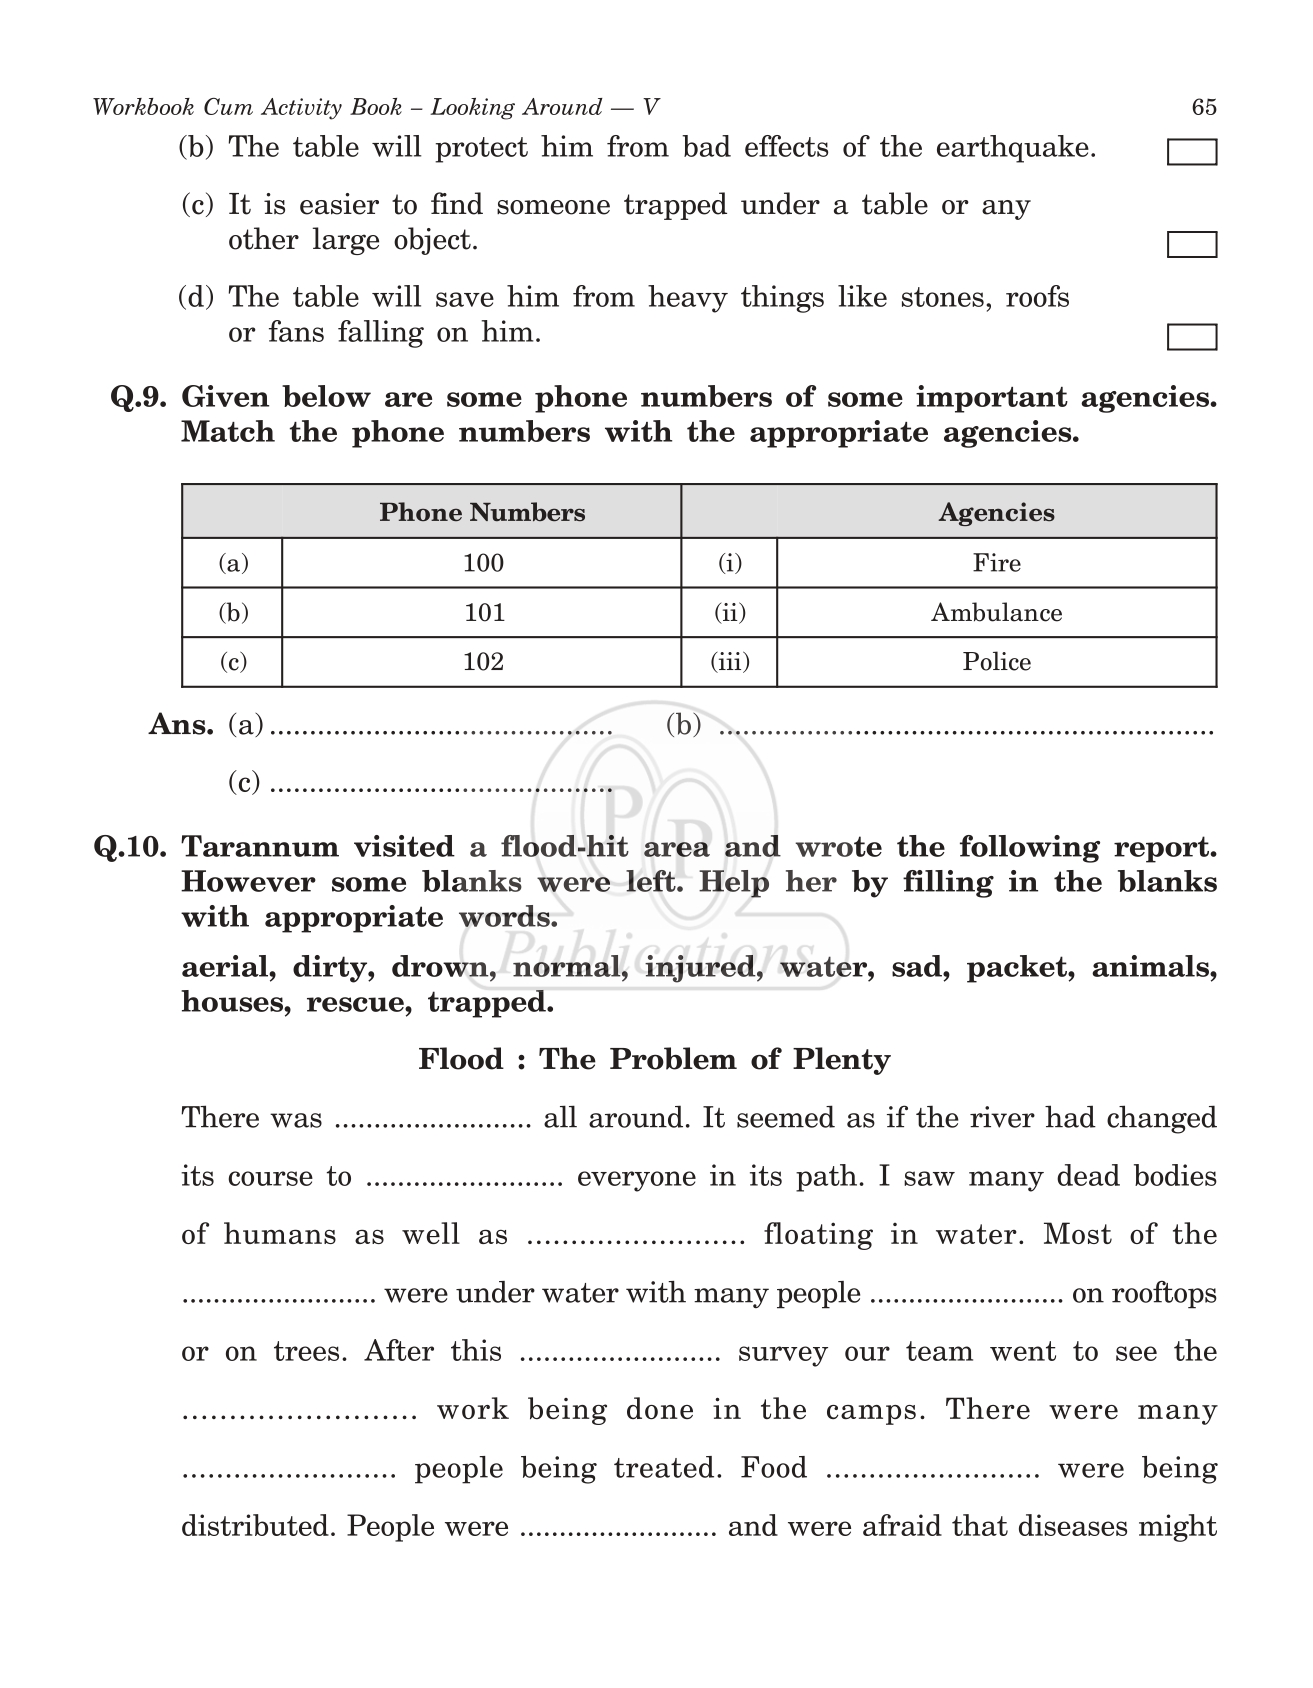 Workbook Cum Activity Book – Looking Around — V 65
(b) The table will protect him from bad effects of the earthquake.
(c) It is easier to find someone trapped under a table or any
other large object.
(d) The table will save him from heavy things like stones, roofs
or fans falling on him.
Q.9. Given below are some phone numbers of some important agencies.
Match the phone numbers with the appropriate agencies.
Phone Numbers Agencies
(a) 100 (i) Fire
(b) 101 (ii) Ambulance
(c) 102 (iii) Police
Ans. (a) ........................................... (b) ..............................................................
(c) ...........................................
Q.10. Tarannum visited a flood-hit area and wrote the following report.
However some blanks were left. Help her by filling in the blanks
with appropriate words.
aerial, dirty, drown, normal, injured, water, sad, packet, animals,
houses, rescue, trapped.
Flood : The Problem of Plenty
There was ......................... all around. It seemed as if the river had changed
its course to ......................... everyone in its path. I saw many dead bodies
of humans as well as ......................... floating in water. Most of the
......................... were under water with many people ......................... on rooftops
or on trees. After this ......................... survey our team went to see the
......................... work being done in the camps. There were many
......................... people being treated. Food ......................... were being
distributed. People were ......................... and were afraid that diseases might
PP
Publications